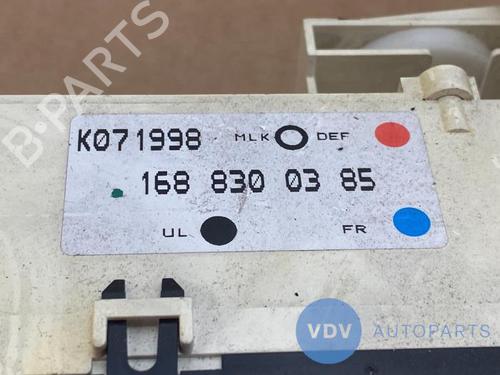 B-PARTS
K071998 MLK DEF
168 830 03 85
UL FR
VDV AUTOPARTS